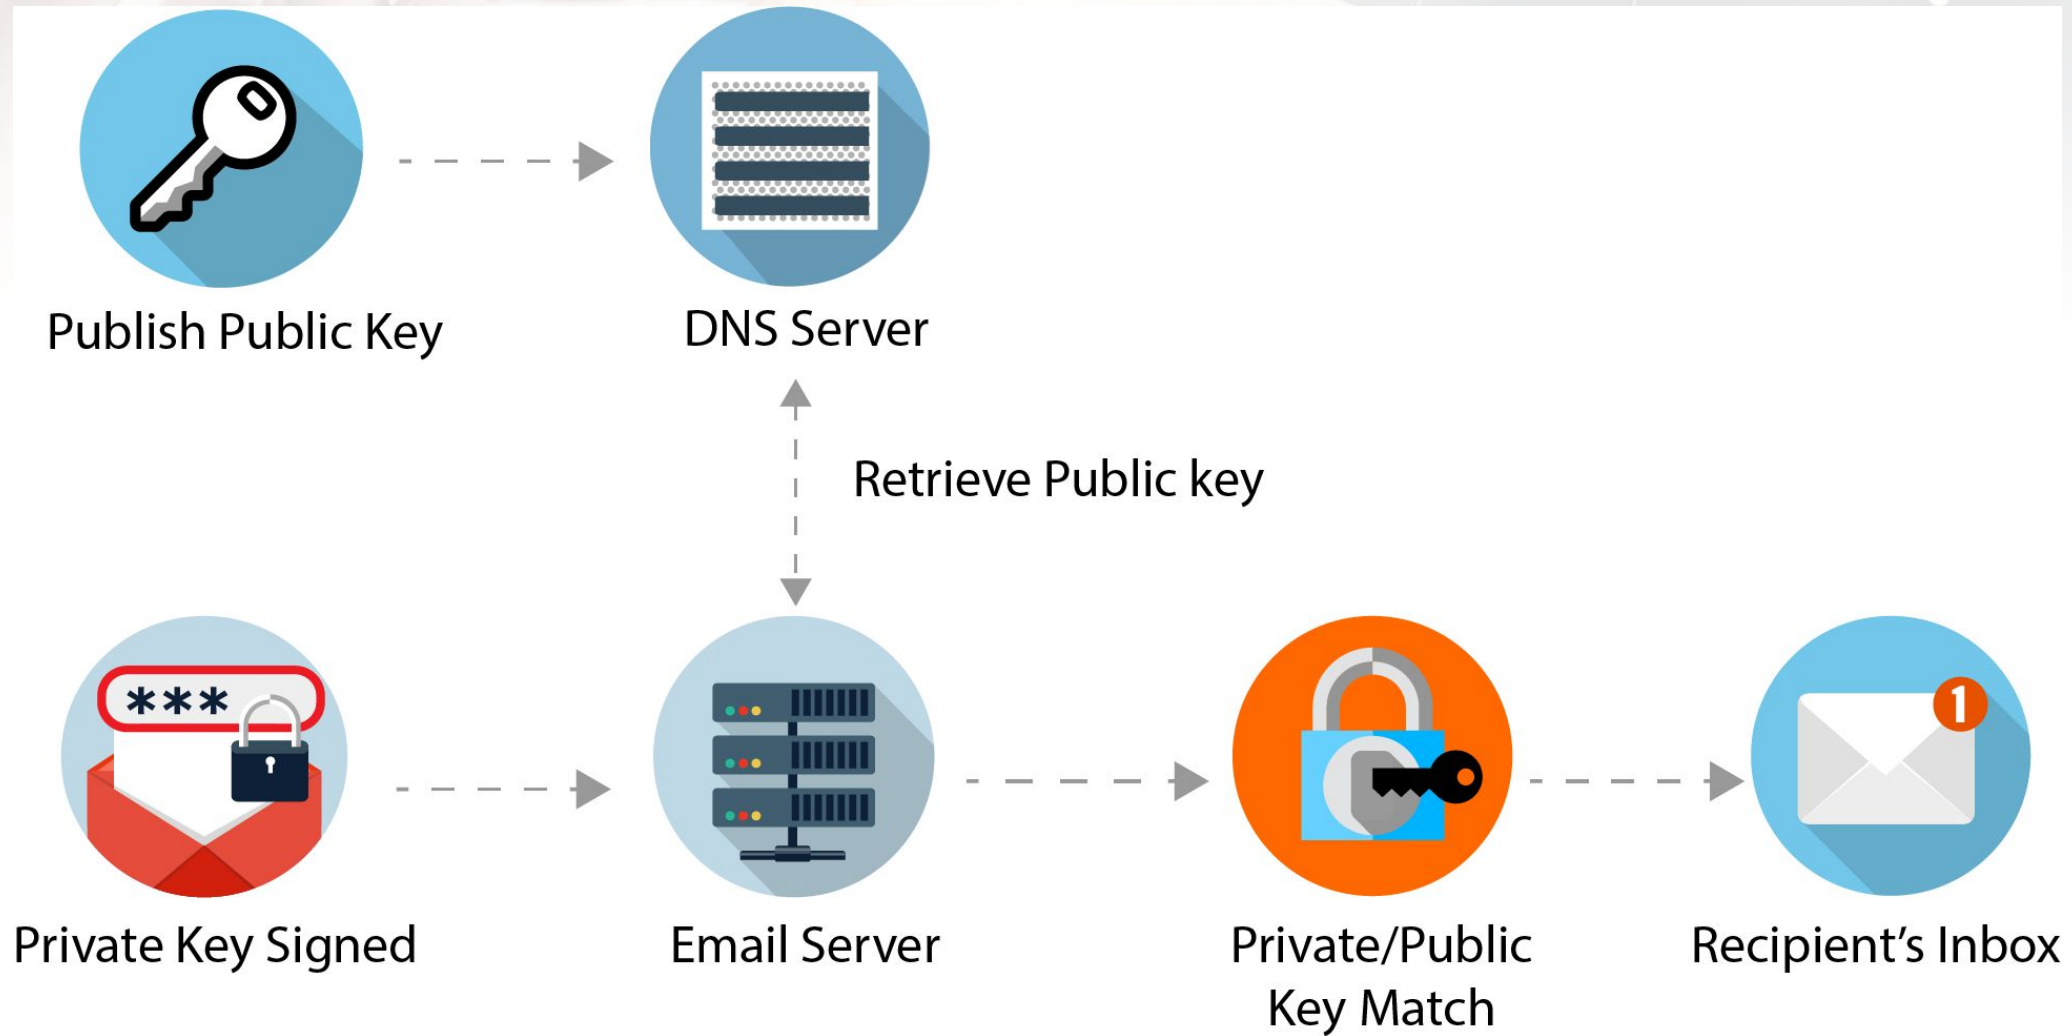 Publish Public Key
DNS Server
Retrieve Public key
***
1
Private Key Signed
Email Server
Private/Public
Key Match
Recipient’s Inbox